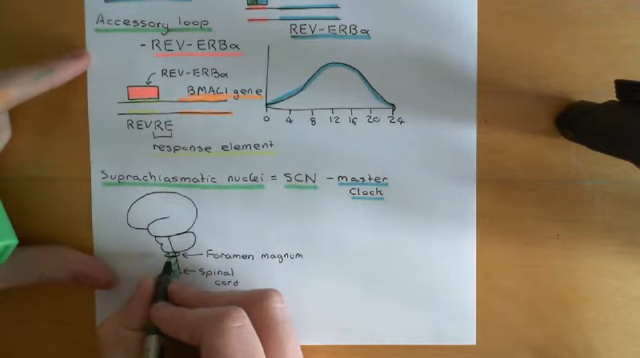 Accessory loop
REV-ERBα
- REV-ERBα
REV-ERBα
BMAL1 gene
0 4 8 12 16 20 24
REVRE
response element
Suprachiasmatic nuclei = SCN - master
clock
Foramen magnum
Spinal
cord